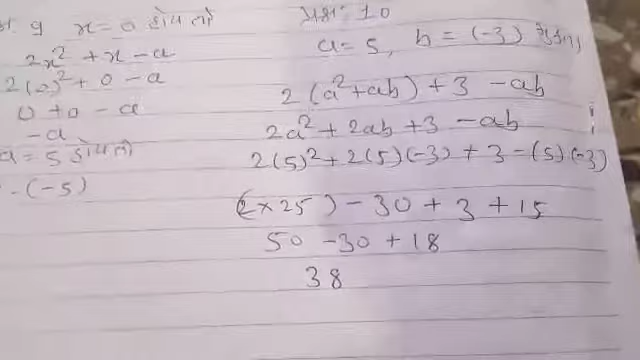 9 x = 0 હોય તો
2x² + x - a
2(0)² + 0 - a
0 + 0 - a
-a
a = 5 હોય તો
- (-5)
પ્રશ્ન: 10
a = 5, b = (-3)
2(a² + ab) + 3 - ab
2a² + 2ab + 3 - ab
2(5)² + 2(5)(-3) + 3 - (5)(-3)
(2 × 25) - 30 + 3 + 15
50 - 30 + 18
38